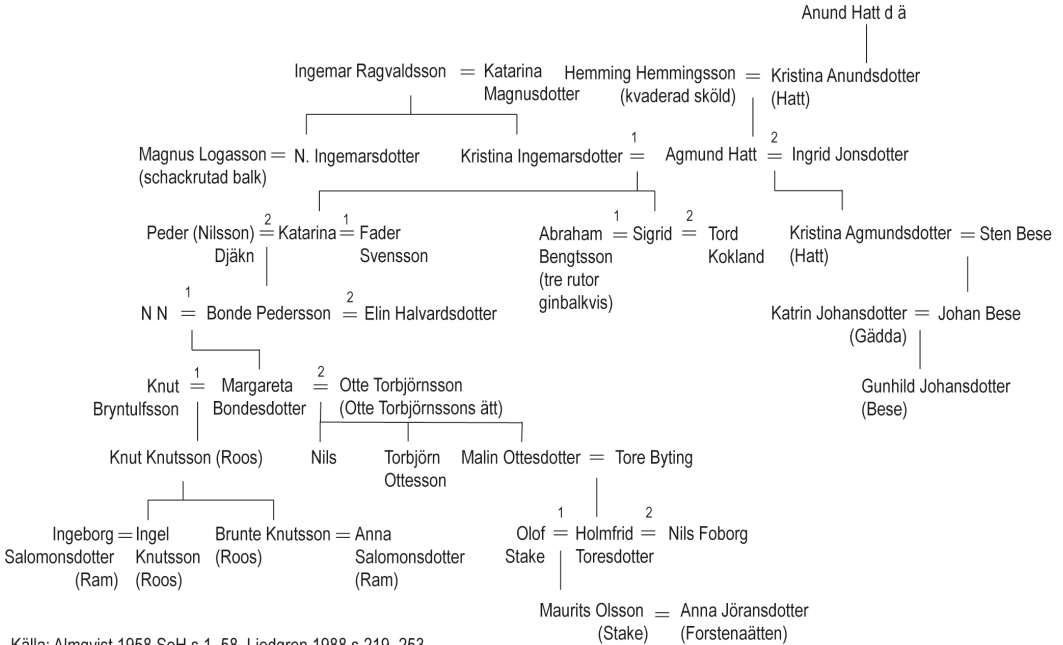 Anund Hatt d ä
Ingemar Ragvaldsson = Katarina
Magnusdotter
Hemming Hemmingsson = Kristina Anundsdotter
(kvaderad sköld) (Hatt)
Magnus Logasson = N. Ingemarsdotter
(schackrutad balk)
Kristina Ingemarsdotter 1 = Agmund Hatt 2 = Ingrid Jonsdotter
Peder (Nilsson) 2 = Katarina 1 = Fader
Djäkn Svensson
Abraham 1 = Sigrid 2 = Tord
Bengtsson Kokland
(tre rutor
ginbalkvis)
Kristina Agmundsdotter = Sten Bese
(Hatt)
N N 1 = Bonde Pedersson 2 = Elin Halvardsdotter
Katrin Johansdotter = Johan Bese
(Gädda)
Knut 1 = Margareta 2 = Otte Torbjörnsson
Bryntulfsson Bondesdotter (Otte Torbjörnssons ätt)
Gunhild Johansdotter
(Bese)
Knut Knutsson (Roos) Nils Torbjörn
Ottesson
Malin Ottesdotter = Tore Byting
Ingeborg = Ingel
Salomonsdotter Knutsson
(Ram) (Roos)
Brunte Knutsson = Anna
(Roos) Salomonsdotter
(Ram)
Olof 1 = Holmfrid 2 = Nils Foborg
Stake Toresdotter
Maurits Olsson = Anna Jöransdotter
(Stake) (Forstenaätten)